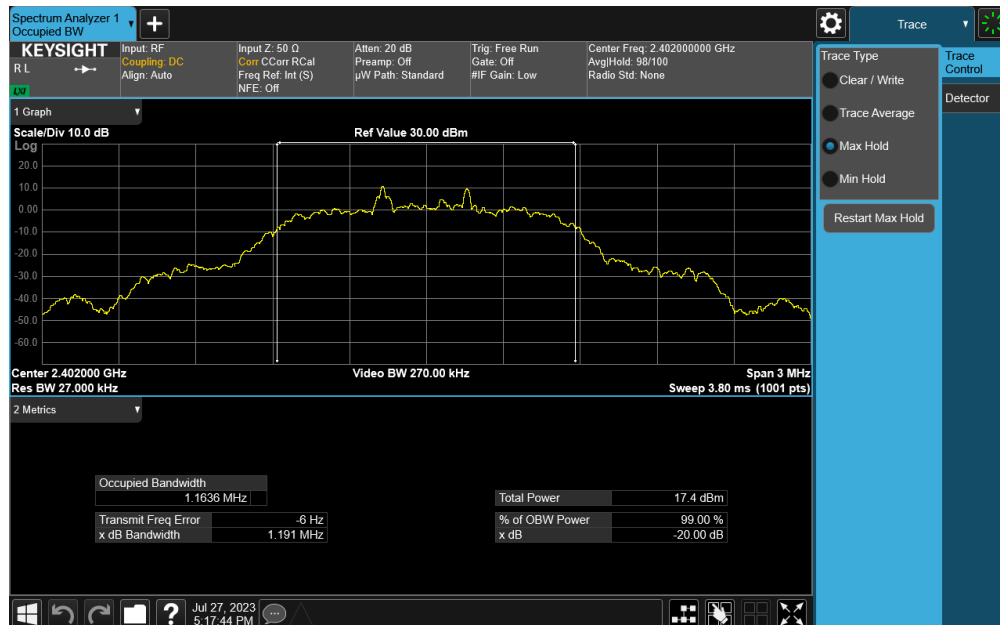 Spectrum Analyzer 1
Occupied BW
Trace
KEYSIGHT
R L
LXI
Input: RF
Coupling: DC
Align: Auto
Input Z: 50 Ω
Corr CCorr RCal
Freq Ref: Int (S)
NFE: Off
Atten: 20 dB
Preamp: Off
µW Path: Standard
Trig: Free Run
Gate: Off
#IF Gain: Low
Center Freq: 2.402000000 GHz
Avg|Hold: 98/100
Radio Std: None
Trace Type
Clear / Write
Trace Average
Max Hold
Min Hold
Restart Max Hold
Trace
Control
Detector
1 Graph
Scale/Div 10.0 dB
Ref Value 30.00 dBm
Log
20.0
10.0
0.00
-10.0
-20.0
-30.0
-40.0
-50.0
-60.0
Center 2.402000 GHz
Video BW 270.00 kHz
Span 3 MHz
Res BW 27.000 kHz
Sweep 3.80 ms (1001 pts)
2 Metrics
Occupied Bandwidth
1.1636 MHz
Total Power 17.4 dBm
Transmit Freq Error -6 Hz
% of OBW Power 99.00 %
x dB Bandwidth 1.191 MHz
x dB -20.00 dB
?
Jul 27, 2023
5:17:44 PM